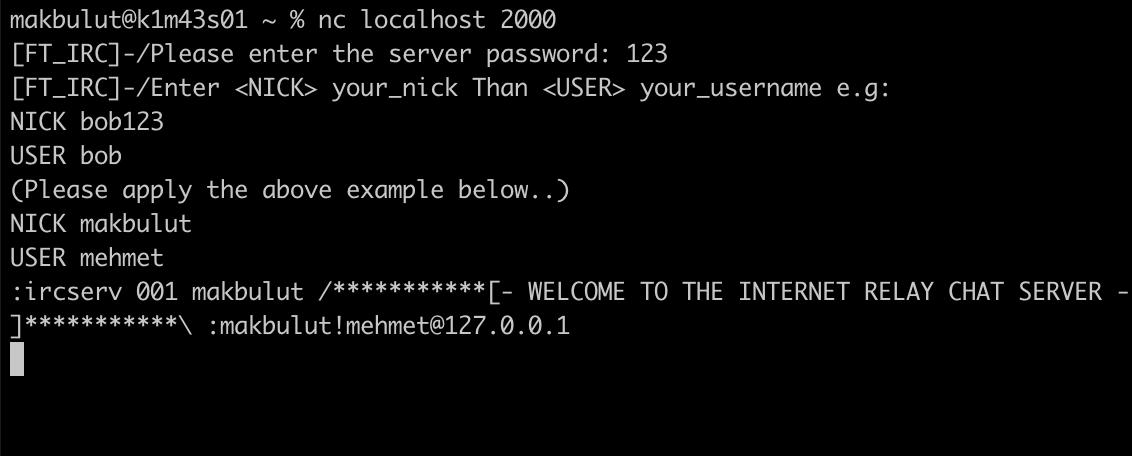 makbulut@k1m43s01 ~ % nc localhost 2000
[FT_IRC]-/Please enter the server password: 123
[FT_IRC]-/Enter <NICK> your_nick Than <USER> your_username e.g:
NICK bob123
USER bob
(Please apply the above example below..)
NICK makbulut
USER mehmet
:ircserv 001 makbulut /***********[- WELCOME TO THE INTERNET RELAY CHAT SERVER -
]***********\ :makbulut!mehmet@127.0.0.1